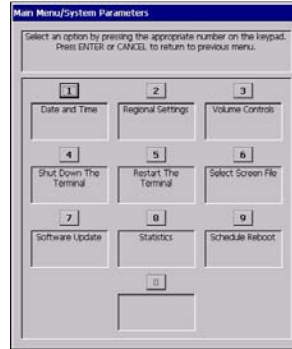 Main Menu/System Parameters
Select an option by pressing the appropriate number on the keypad.
Press ENTER or CANCEL to return to
previous menu.
1 2 3
Date and Time Regional Settings Volume Controls
4 5 6
Shut Down The Restart The Select Screen File
Terminal Terminal
7 8 9
Software Update Statistics Schedule Reboot
0